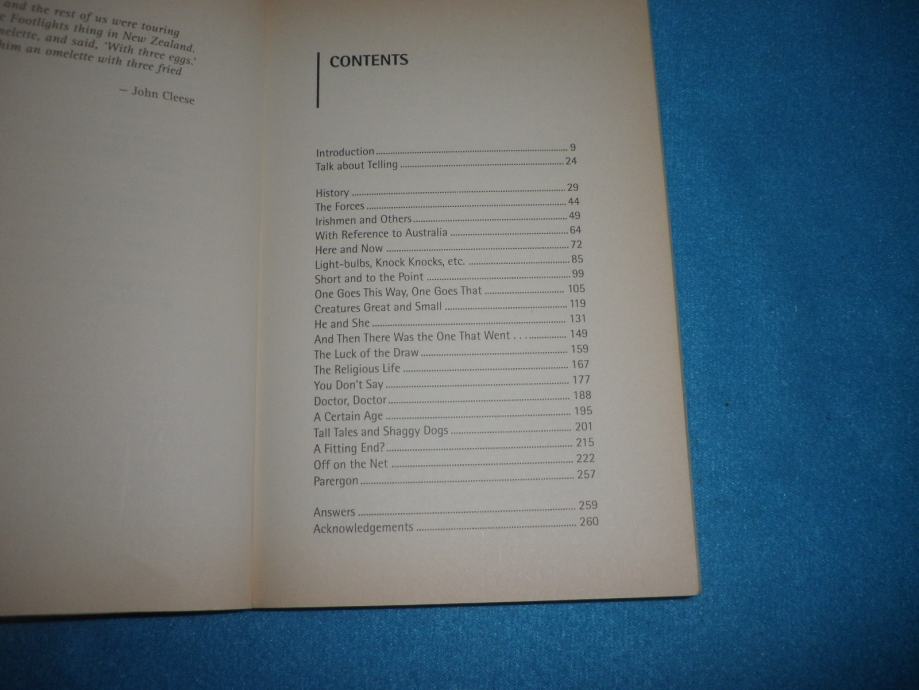 and the rest of us were touring
Footlights thing in New Zealand.
and said, 'With three eggs.'
him an omelette with three fried
— John Cleese
CONTENTS
Introduction 9
Talk about Telling 24
History 29
The Forces 44
Irishmen and Others 49
With Reference to Australia 64
Here and Now 72
Light-bulbs, Knock Knocks, etc. 85
Short and to the Point 99
One Goes This Way, One Goes That 105
Creatures Great and Small 119
He and She 131
And Then There Was the One That Went . . . 149
The Luck of the Draw 159
The Religious Life 167
You Don't Say 177
Doctor, Doctor 188
A Certain Age 195
Tall Tales and Shaggy Dogs 201
A Fitting End? 215
Off on the Net 222
Parergon 257
Answers 259
Acknowledgements 260